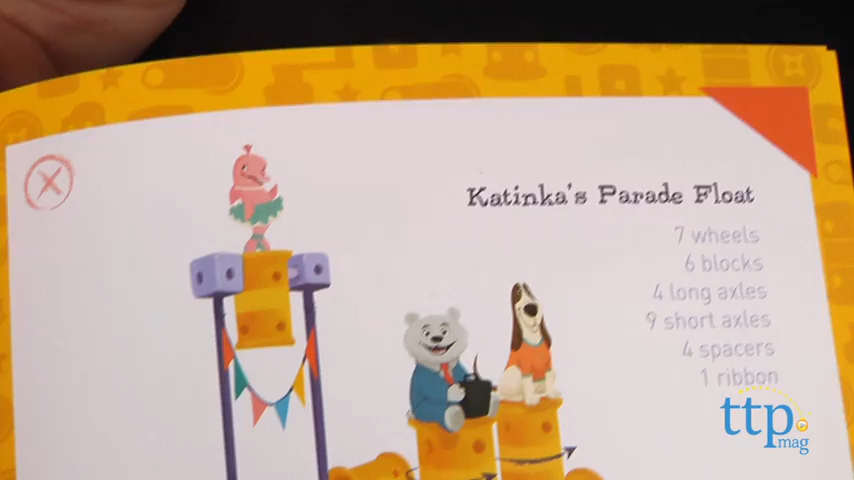 Katinka's Parade Float
7 wheels
6 blocks
4 long axles
9 short axles
4 spacers
1 ribbon
ttp
mag